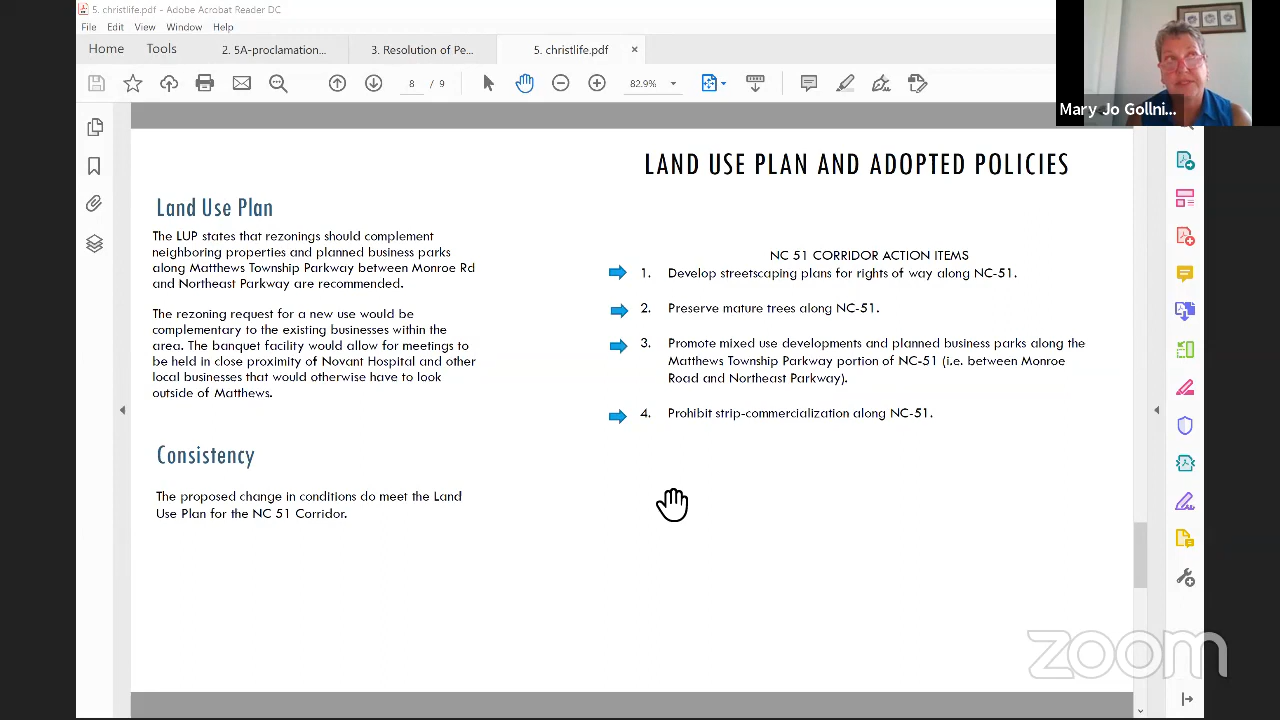 5. christlife.pdf - Adobe Acrobat Reader DC
File Edit View Window Help
Home Tools 2. 5A-proclamation... 3. Resolution of Pe... 5. christlife.pdf
8 / 9 82.9%
Mary Jo Gollni...
LAND USE PLAN AND ADOPTED POLICIES
Land Use Plan
The LUP states that rezonings should complement
neighboring properties and planned business parks
along Matthews Township Parkway between Monroe Rd
and Northeast Parkway are recommended.
The rezoning request for a new use would be
complementary to the existing businesses within the
area. The banquet facility would allow for meetings to
be held in close proximity of Novant Hospital and other
local businesses that would otherwise have to look
outside of Matthews.
Consistency
The proposed change in conditions do meet the Land
Use Plan for the NC 51 Corridor.
NC 51 CORRIDOR ACTION ITEMS
1. Develop streetscaping plans for rights of way along NC-51.
2. Preserve mature trees along NC-51.
3. Promote mixed use developments and planned business parks along the
Matthews Township Parkway portion of NC-51 (i.e. between Monroe
Road and Northeast Parkway).
4. Prohibit strip-commercialization along NC-51.
zoom